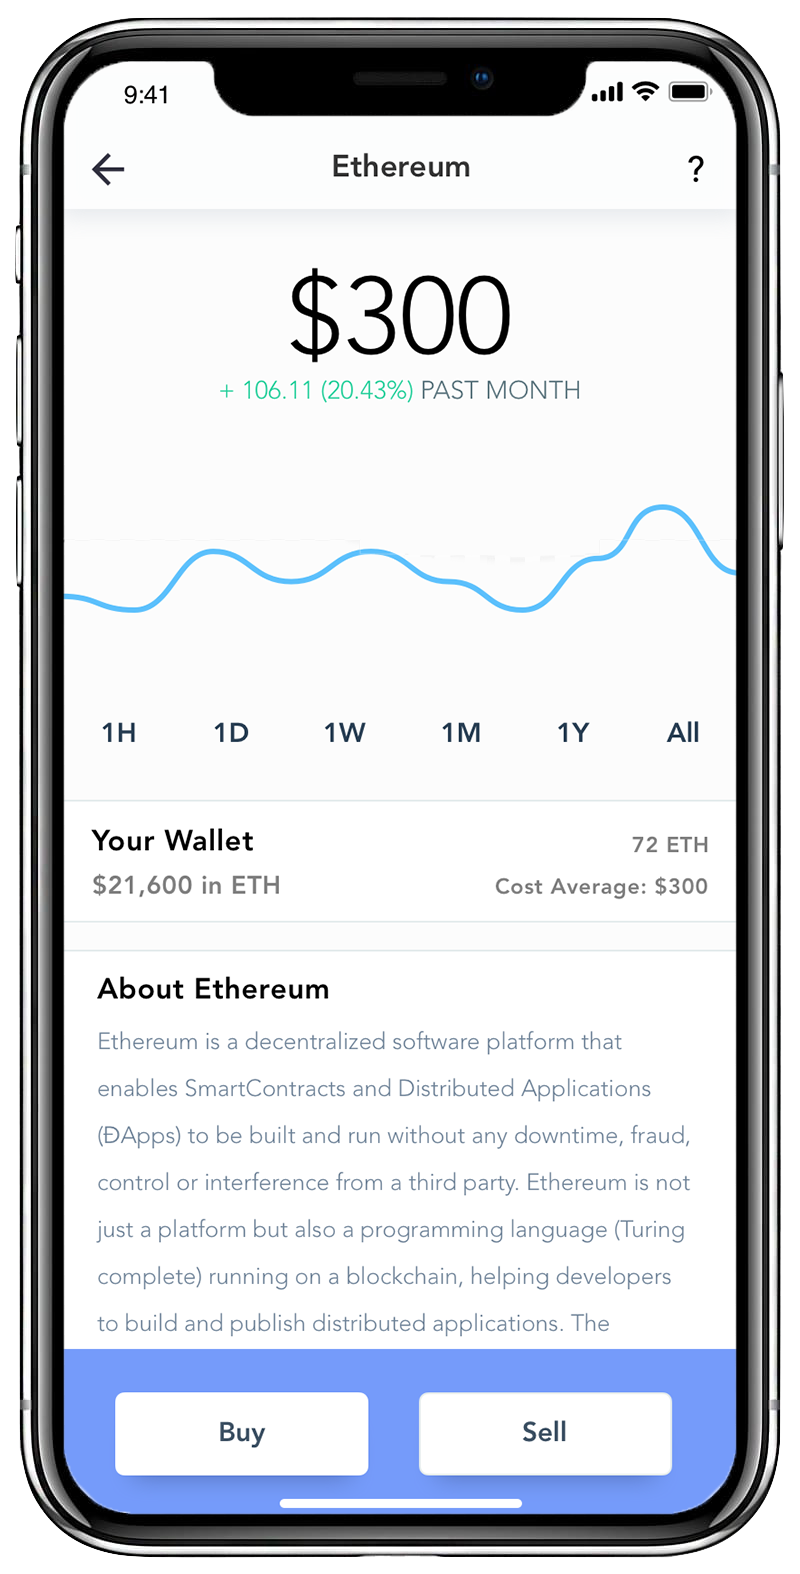 9:41
Ethereum ?
$300
+ 106.11 (20.43%) PAST MONTH
1H 1D 1W 1M 1Y All
Your Wallet 72 ETH
$21,600 in ETH Cost Average: $300
About Ethereum
Ethereum is a decentralized software platform that
enables SmartContracts and Distributed Applications
(ĐApps) to be built and run without any downtime, fraud,
control or interference from a third party. Ethereum is not
just a platform but also a programming language (Turing
complete) running on a blockchain, helping developers
to build and publish distributed applications. The
Buy Sell